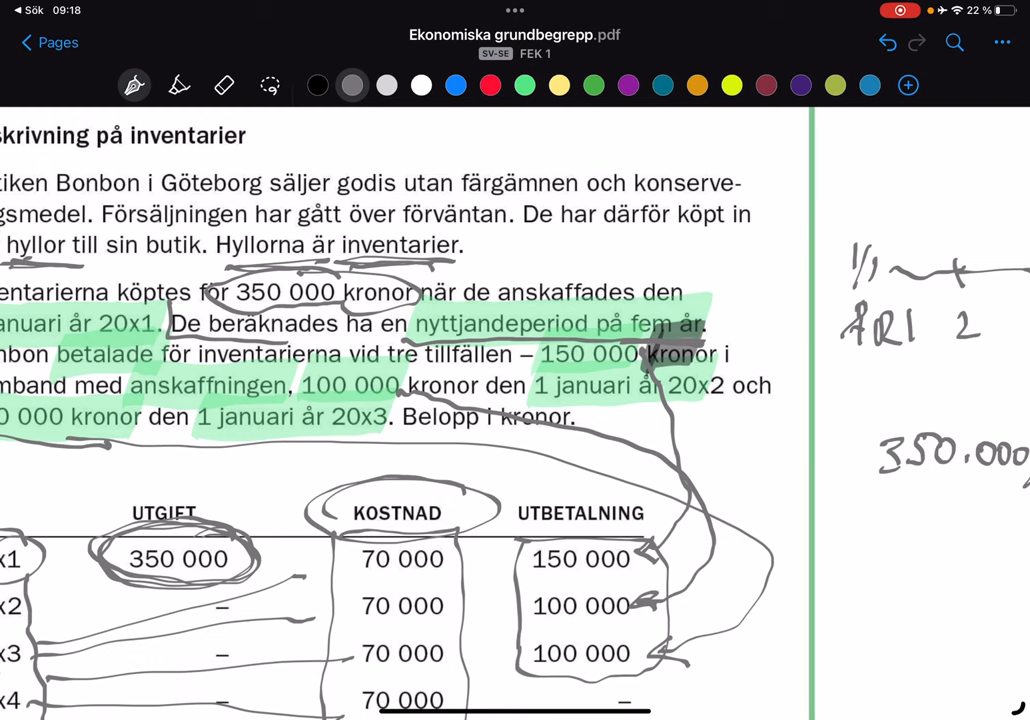 Sök 09:18
22 %
Pages
Ekonomiska grundbegrepp.pdf
SV-SE FEK 1
skrivning på inventarier
tiken Bonbon i Göteborg säljer godis utan färgämnen och konserve-
gsmedel. Försäljningen har gått över förväntan. De har därför köpt in
hyllor till sin butik. Hyllorna är inventarier.
entarierna köptes för 350 000 kronor när de anskaffades den
anuari år 20x1. De beräknades ha en nyttjandeperiod på fem år.
nbon betalade för inventarierna vid tre tillfällen – 150 000 kronor i
mband med anskaffningen, 100 000 kronor den 1 januari år 20x2 och
0 000 kronor den 1 januari år 20x3. Belopp i kronor.
UTGIFT KOSTNAD UTBETALNING
x1 350 000 70 000 150 000
x2 – 70 000 100 000
x3 – 70 000 100 000
x4 – 70 000 –
1/1
ÅR1 2
350.000